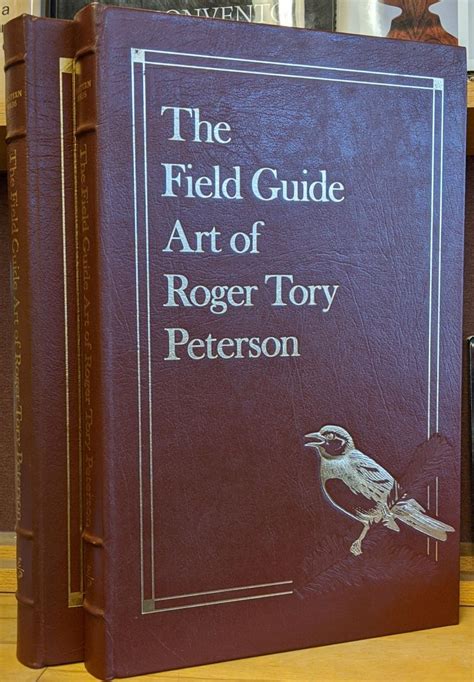 a
ONVENTO
The
Field Guide
Art of
Roger Tory
Peterson
The Field Guide Art of Roger Tory Peterson
The Field Guide Art of Roger Tory Peterson